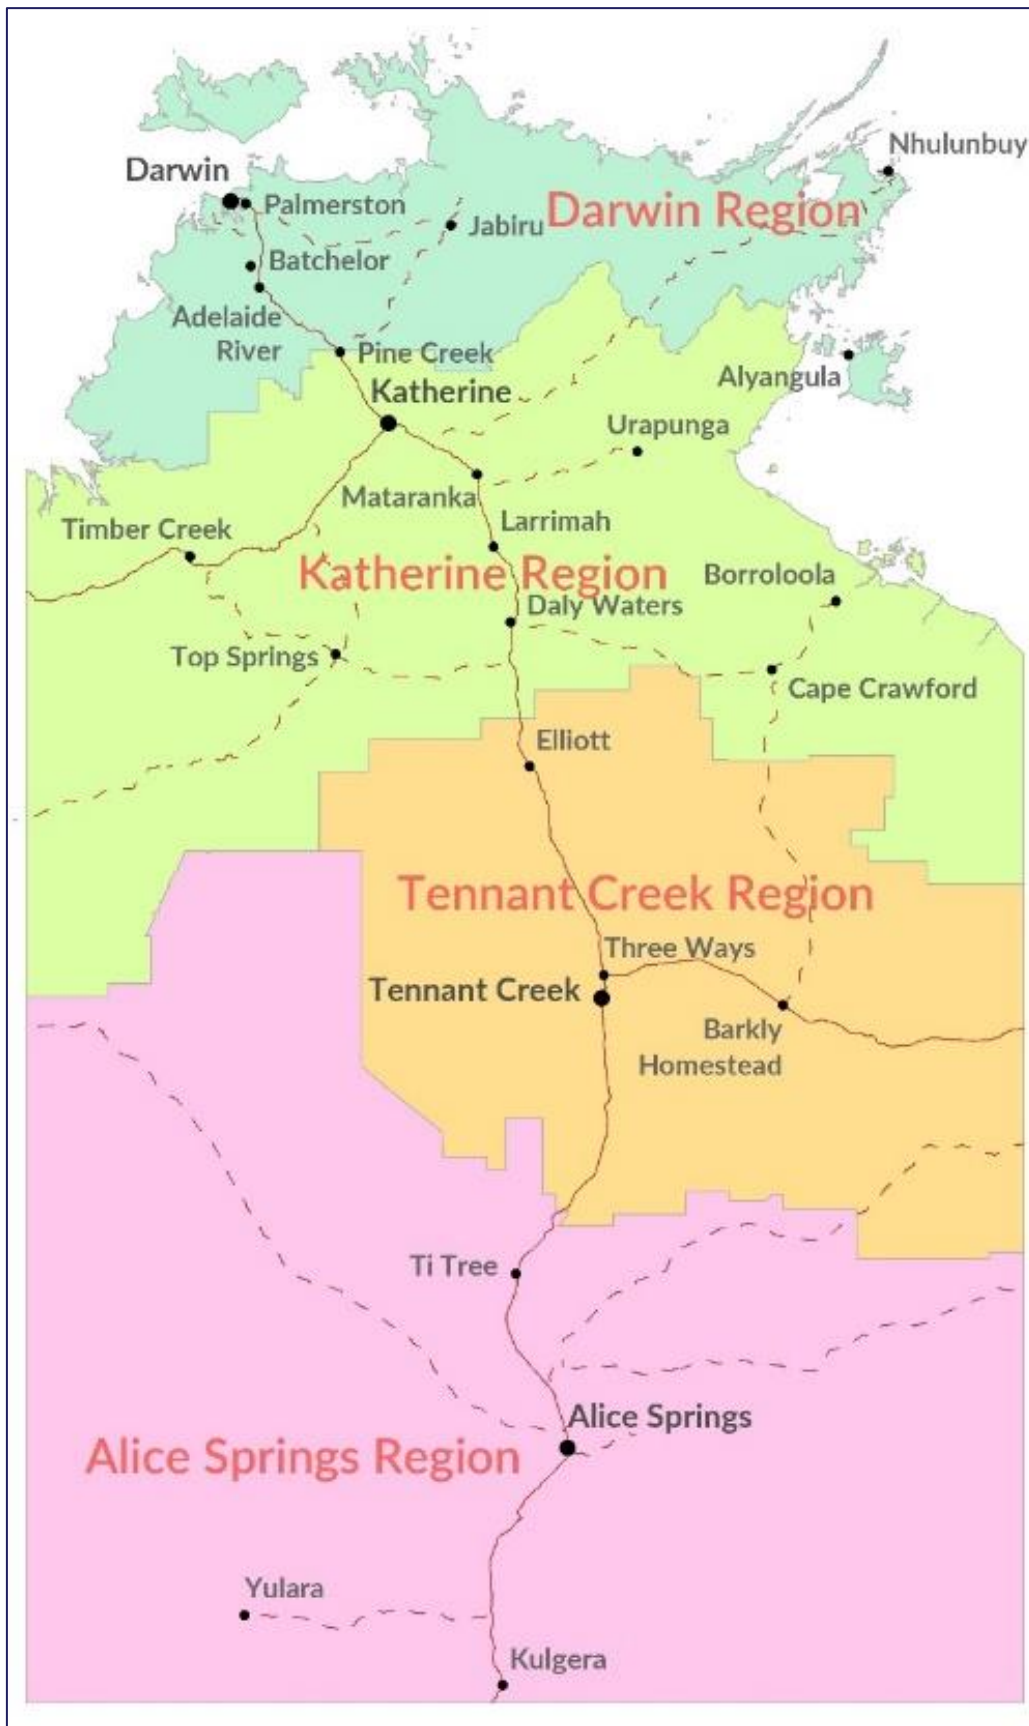 Nhulunbuy
Darwin
Palmerston
Darwin Region
Jabiru
Batchelor
Adelaide
River
Pine Creek
Alyangula
Katherine
Urapunga
Mataranka
Larrimah
Timber Creek
Katherine Region
Borroloola
Daly Waters
Top Springs
Cape Crawford
Elliott
Tennant Creek Region
Three Ways
Tennant Creek
Barkly
Homestead
Ti Tree
Alice Springs
Alice Springs Region
Yulara
Kulgera